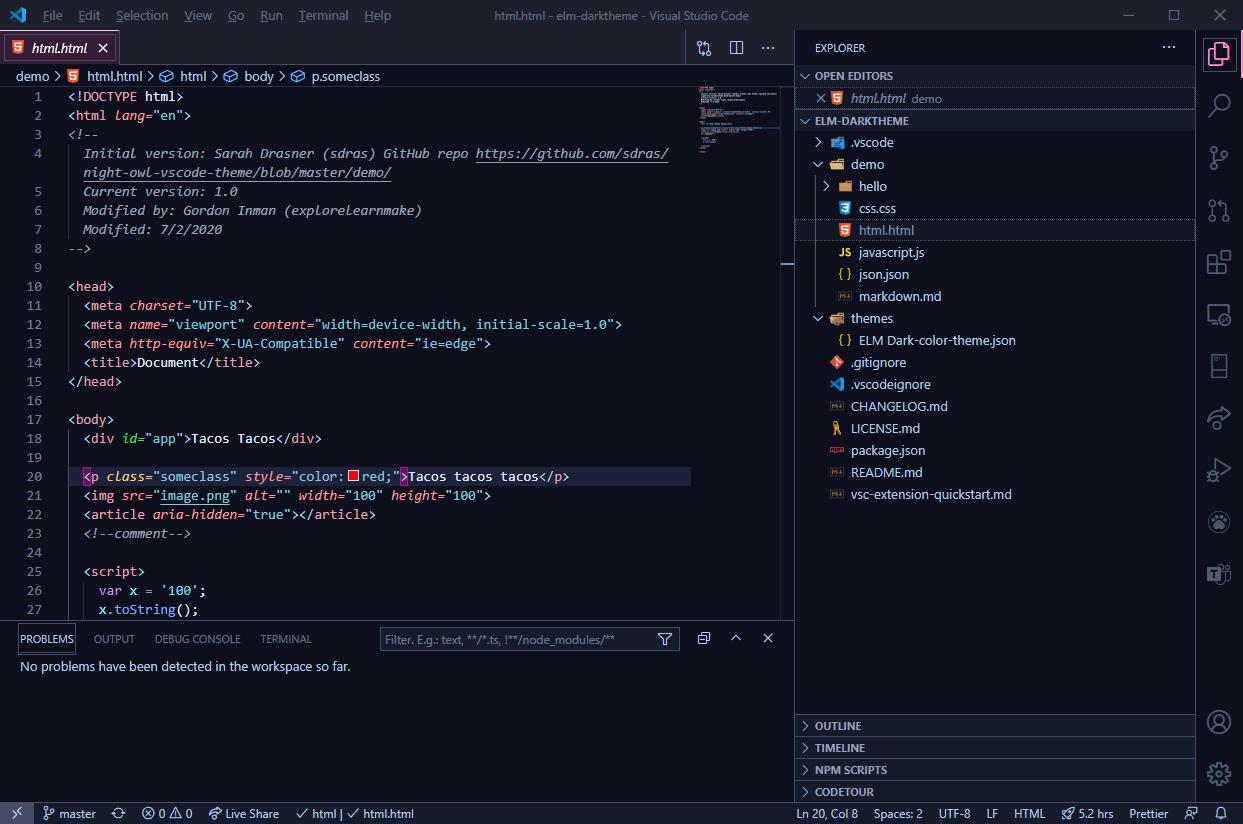 File Edit Selection View Go Run Terminal Help html.html - elm-darktheme - Visual Studio Code
html.html
demo > html.html > html > body > p.someclass
1 <!DOCTYPE html>
2 <html lang="en">
3 <!--
4 Initial version: Sarah Drasner (sdras) GitHub repo https://github.com/sdras/
night-owl-vscode-theme/blob/master/demo/
5 Current version: 1.0
6 Modified by: Gordon Inman (explorelearnmake)
7 Modified: 7/2/2020
8 -->
9
10 <head>
11 <meta charset="UTF-8">
12 <meta name="viewport" content="width=device-width, initial-scale=1.0">
13 <meta http-equiv="X-UA-Compatible" content="ie=edge">
14 <title>Document</title>
15 </head>
16
17 <body>
18 <div id="app">Tacos Tacos</div>
19
20 <p class="someclass" style="color:red;">Tacos tacos tacos</p>
21 <img src="image.png" alt="" width="100" height="100">
22 <article aria-hidden="true"></article>
23 <!--comment-->
24
25 <script>
26 var x = '100';
27 x.toString();
PROBLEMS OUTPUT DEBUG CONSOLE TERMINAL Filter. E.g.: text, **/*.ts, !**/node_modules/**
No problems have been detected in the workspace so far.
EXPLORER
OPEN EDITORS
html.html demo
ELM-DARKTHEME
.vscode
demo
hello
css.css
html.html
JS javascript.js
{ } json.json
markdown.md
themes
{ } ELM Dark-color-theme.json
.gitignore
.vscodeignore
CHANGELOG.md
LICENSE.md
package.json
README.md
vsc-extension-quickstart.md
OUTLINE
TIMELINE
NPM SCRIPTS
CODETOUR
master 0 0 Live Share html | html.html Ln 20, Col 8 Spaces: 2 UTF-8 LF HTML 5.2 hrs Prettier